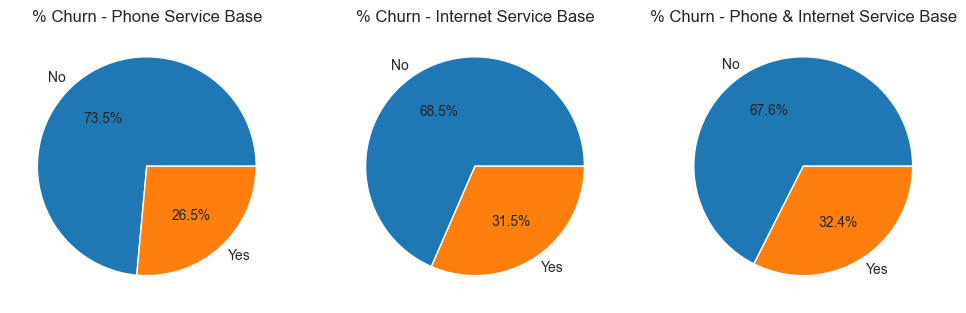 % Churn - Phone Service Base
No
73.5%
26.5%
Yes
% Churn - Internet Service Base
No
68.5%
31.5%
Yes
% Churn - Phone & Internet Service Base
No
67.6%
32.4%
Yes